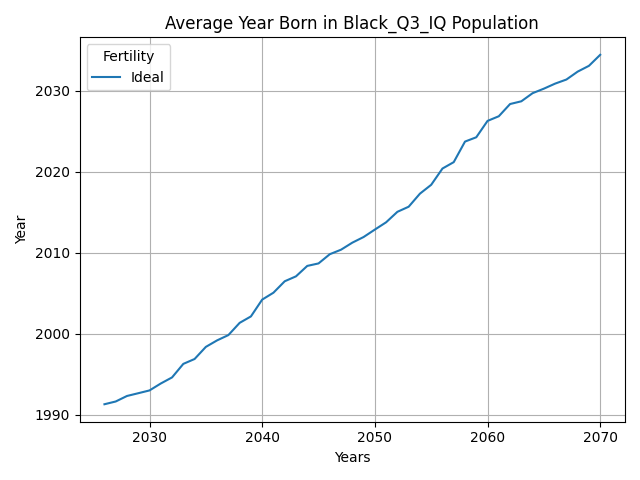 Average Year Born in Black_Q3_IQ Population
Fertility
Ideal
2030
2020
2010
2000
1990
Year
2030 2040 2050 2060 2070
Years